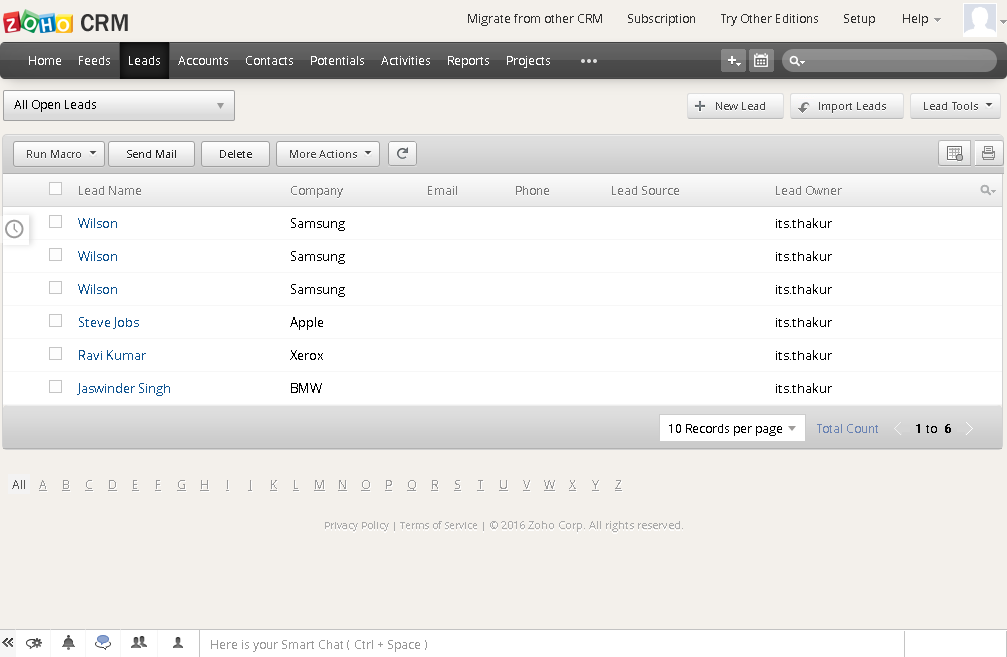 ZOHO CRM Migrate from other CRM Subscription Try Other Editions Setup Help
Home Feeds Leads Accounts Contacts Potentials Activities Reports Projects •••
All Open Leads + New Lead Import Leads Lead Tools
Run Macro Send Mail Delete More Actions
Lead Name Company Email Phone Lead Source Lead Owner
Wilson Samsung its.thakur
Wilson Samsung its.thakur
Wilson Samsung its.thakur
Steve Jobs Apple its.thakur
Ravi Kumar Xerox its.thakur
Jaswinder Singh BMW its.thakur
10 Records per page Total Count 1 to 6
All A B C D E F G H I J K L M N O P Q R S T U V W X Y Z
Privacy Policy | Terms of Service | © 2016 Zoho Corp. All rights reserved.
Here is your Smart Chat ( Ctrl + Space )